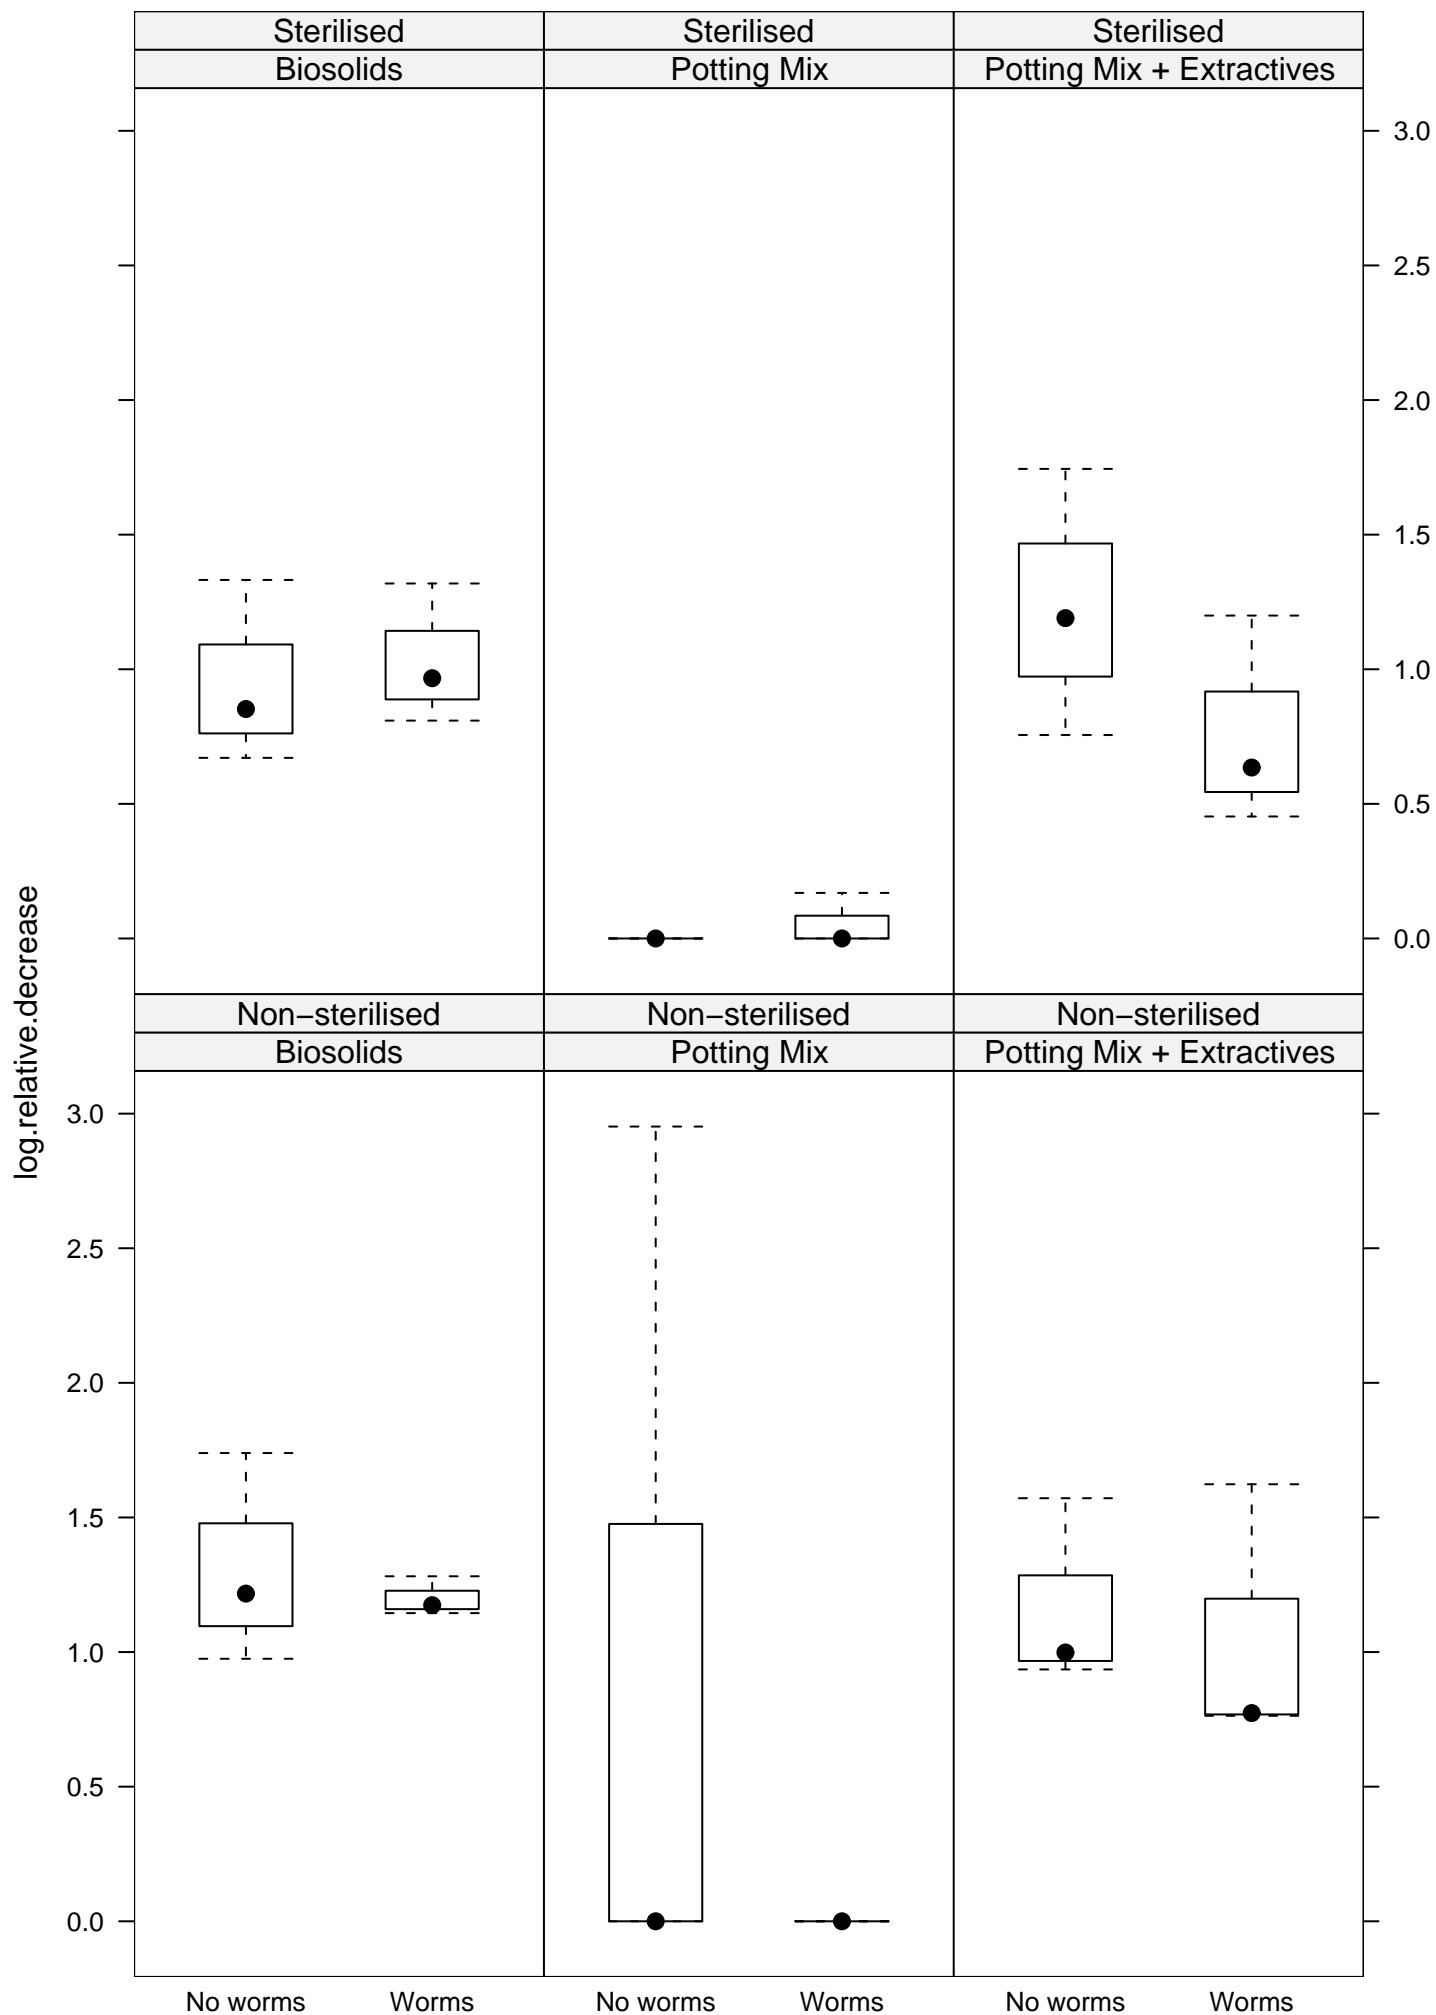 Sterilised Sterilised Sterilised
Biosolids Potting Mix Potting Mix + Extractives
3.0
2.5
2.0
1.5
1.0
0.5
0.0
log.relative.decrease
Non−sterilised Non−sterilised Non−sterilised
Biosolids Potting Mix Potting Mix + Extractives
3.0
2.5
2.0
1.5
1.0
0.5
0.0
No worms Worms No worms Worms No worms Worms